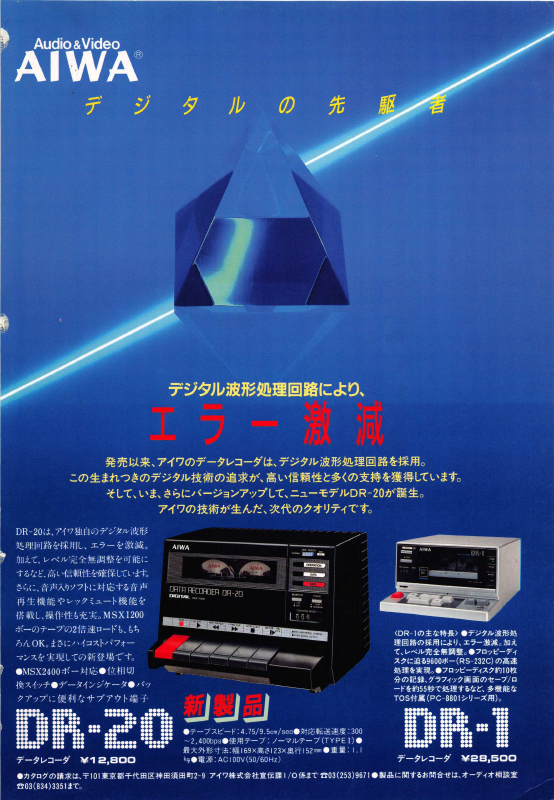 Audio & Video
AIWA®
デジタルの先駆者
デジタル波形処理回路により、
エラー激減
発売以来、アイワのデータレコーダは、デジタル波形処理回路を採用。
この生まれつきのデジタル技術の追求が、高い信頼性と多くの支持を獲得しています。
そして、いま、さらにバージョンアップして、ニューモデルDR-20が誕生。
アイワの技術が生んだ、次代のクオリティです。
DR-20は、アイワ独自のデジタル波形
処理回路を採用し、エラーを激減。
加えて、レベル完全無調整を可能に
するなど、高い信頼性を確保しています。
さらに、音声入りソフトに対応する音声
再生機能やレックミュート機能を
搭載し、操作性も充実。MSX1200
ボーのテープの2倍速ロードも、もち
ろんOK。まさにハイコストパフォー
マンスを実現しての新登場です。
●MSX2400ボー対応●位相切
換スイッチ●データインジケータ●バッ
クアップに便利なサブアウト端子
DR-20
データレコーダ ¥12,800
AIWA
DATA RECORDER DR-20
DIGITAL
新製品
●テープスピード:4.75/9.5cm/sec●対応転送速度:300
~2,400bps●使用テープ:ノーマルテープ(TYPE I)●
最大外形寸法:幅169×高さ123×奥行152mm●重量:1.1
kg●電源:AC100V(50/60Hz)
AIWA
DR-1
〈DR-1の主な特長〉●デジタル波形処
理回路の採用により、エラー激減。加え
て、レベル完全無調整。●フロッピーディ
スクに迫る9600ボー(RS-232C)の高速
処理を実現。●フロッピーディスク約10枚
分の記録、グラフィック画面のセーブ/ロ
ードを約55秒で処理するなど、多機能な
TOS付属(PC-8801シリーズ用)。
DR-1
データレコーダ ¥28,500
●カタログの請求は、〒101東京都千代田区神田須田町2-9 アイワ株式会社宣伝課I/O係まで ☎03(253)9671●製品に関するお問合せは、オーディオ相談室
☎03(834)3351まで。